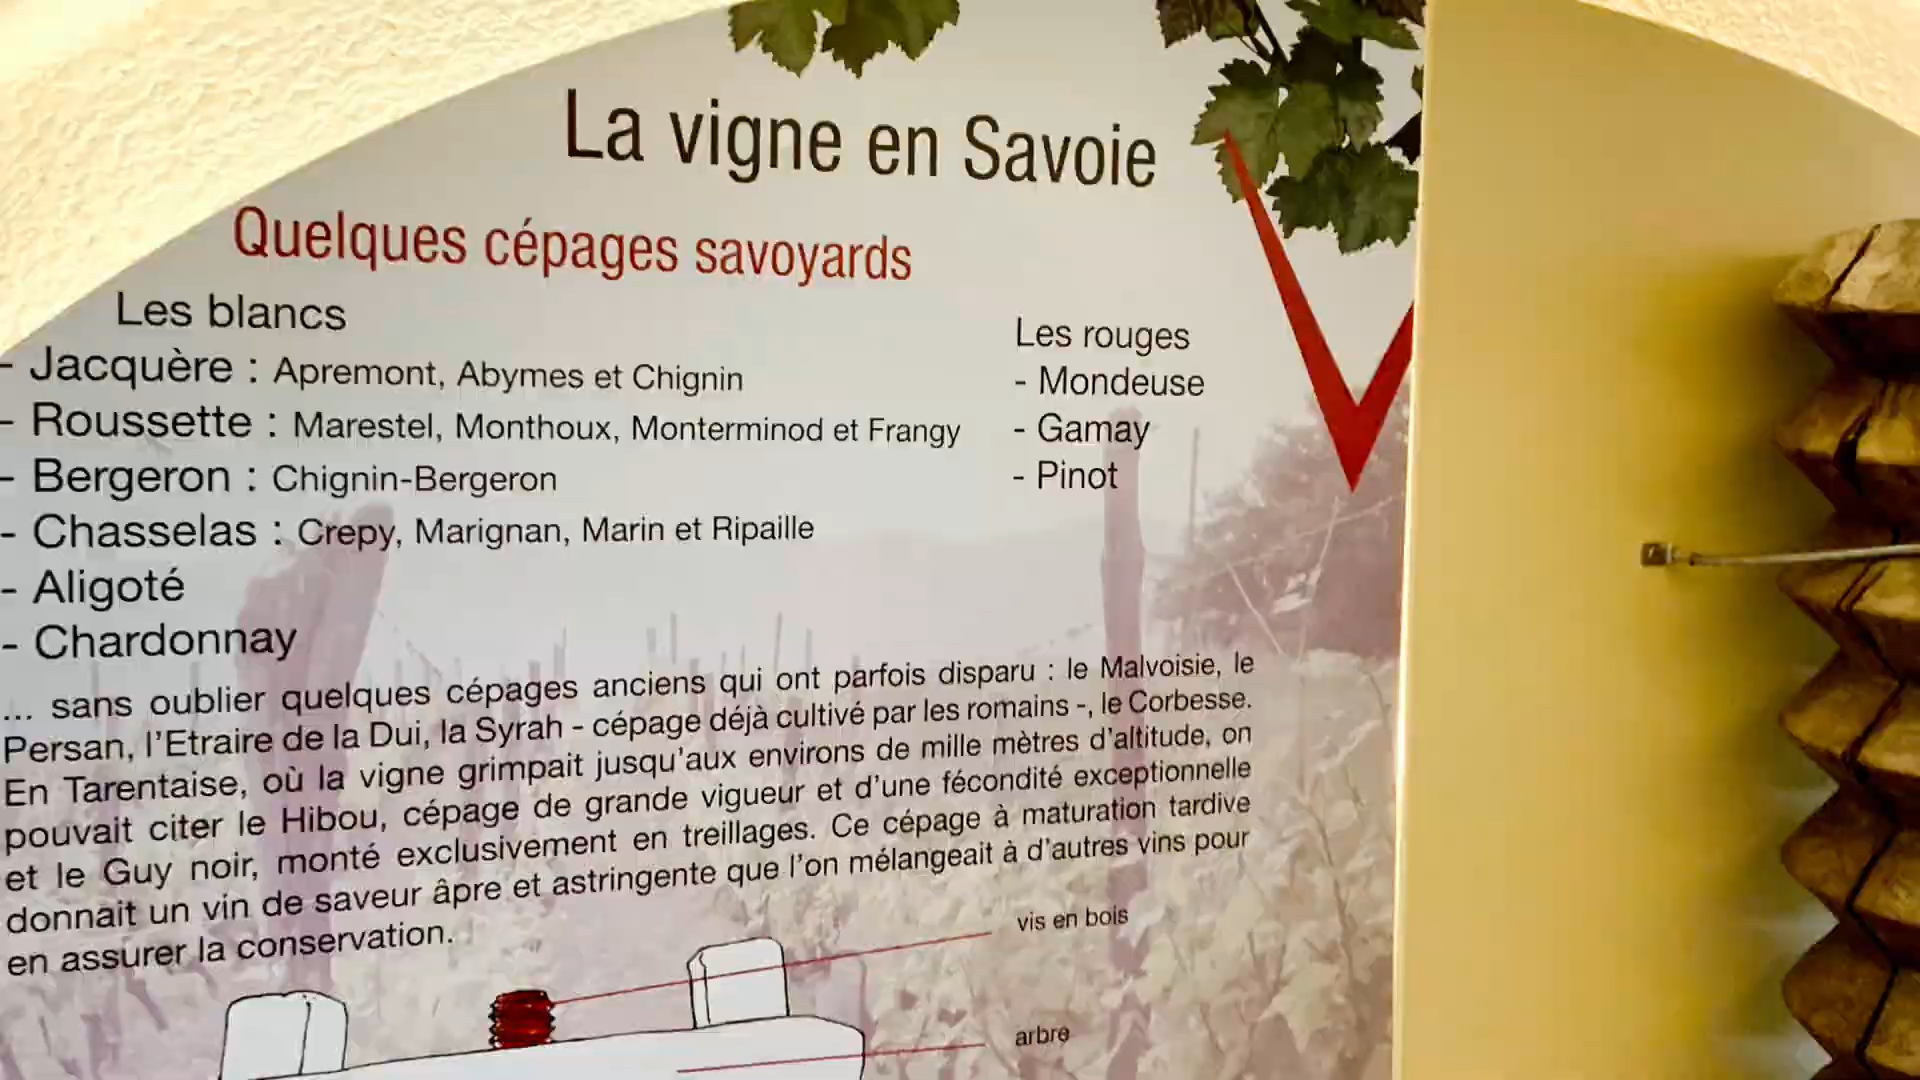 La vigne en Savoie
Quelques cépages savoyards
Les blancs
- Jacquère : Apremont, Abymes et Chignin
- Roussette : Marestel, Monthoux, Monterminod et Frangy
- Bergeron : Chignin-Bergeron
- Chasselas : Crepy, Marignan, Marin et Ripaille
- Aligoté
- Chardonnay
Les rouges
- Mondeuse
- Gamay
- Pinot
... sans oublier quelques cépages anciens qui ont parfois disparu : le Malvoisie, le
Persan, l'Etraire de la Dui, la Syrah - cépage déjà cultivé par les romains -, le Corbesse.
En Tarentaise, où la vigne grimpait jusqu'aux environs de mille mètres d'altitude, on
pouvait citer le Hibou, cépage de grande vigueur et d'une fécondité exceptionnelle
et le Guy noir, monté exclusivement en treillages. Ce cépage à maturation tardive
donnait un vin de saveur âpre et astringente que l'on mélangeait à d'autres vins pour
en assurer la conservation.
vis en bois
arbre